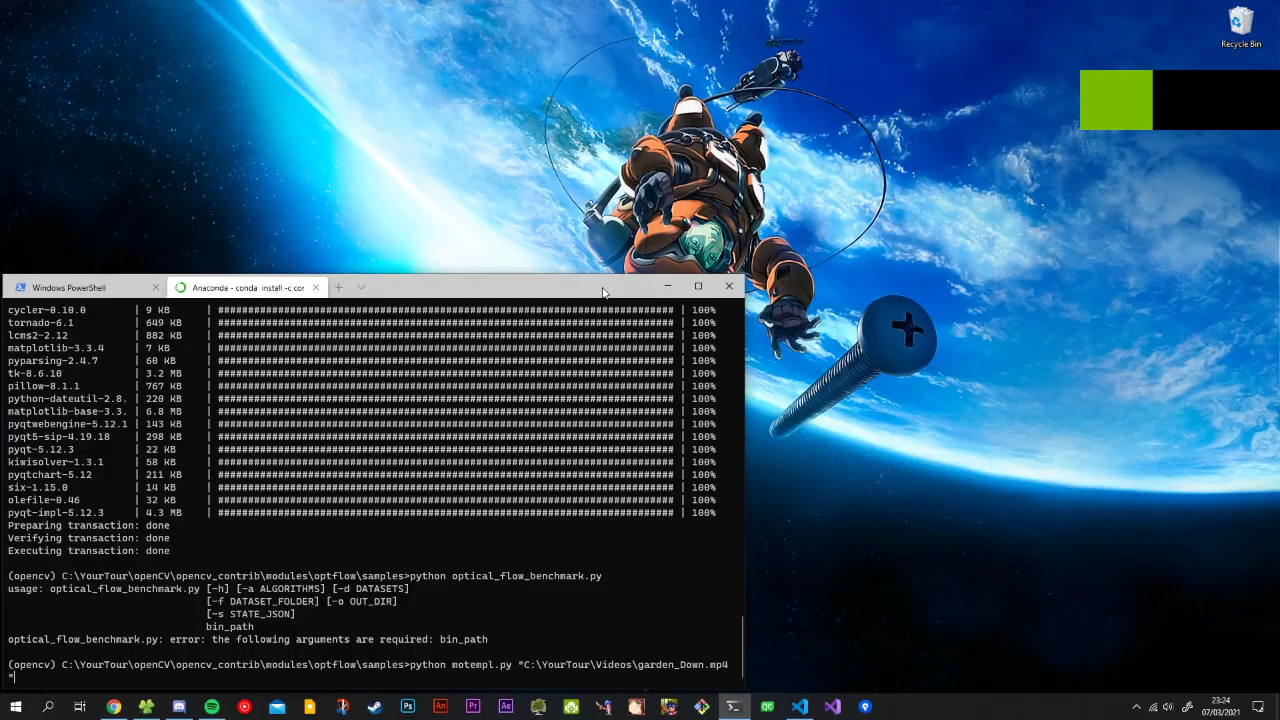 Recycle Bin
Windows PowerShell
Anaconda - conda install -c cor
cycler-0.10.0 | 9 KB | ########################################################################### | 100%
tornado-6.1 | 649 KB | ########################################################################### | 100%
lcms2-2.12 | 882 KB | ########################################################################### | 100%
matplotlib-3.3.4 | 7 KB | ########################################################################### | 100%
pyparsing-2.4.7 | 60 KB | ########################################################################### | 100%
tk-8.6.10 | 3.2 MB | ########################################################################### | 100%
pillow-8.1.1 | 767 KB | ########################################################################### | 100%
python-dateutil-2.8. | 220 KB | ########################################################################### | 100%
matplotlib-base-3.3. | 6.8 MB | ########################################################################### | 100%
pyqtwebengine-5.12.1 | 143 KB | ########################################################################### | 100%
pyqt5-sip-4.19.18 | 298 KB | ########################################################################### | 100%
pyqt-5.12.3 | 22 KB | ########################################################################### | 100%
kiwisolver-1.3.1 | 58 KB | ########################################################################### | 100%
pyqtchart-5.12 | 211 KB | ########################################################################### | 100%
six-1.15.0 | 14 KB | ########################################################################### | 100%
olefile-0.46 | 32 KB | ########################################################################### | 100%
pyqt-impl-5.12.3 | 4.3 MB | ########################################################################### | 100%
Preparing transaction: done
Verifying transaction: done
Executing transaction: done
(opencv) C:\YourTour\openCV\opencv_contrib\modules\optflow\samples>python optical_flow_benchmark.py
usage: optical_flow_benchmark.py [-h] [-a ALGORITHMS] [-d DATASETS]
[-f DATASET_FOLDER] [-o OUT_DIR]
[-s STATE_JSON]
bin_path
optical_flow_benchmark.py: error: the following arguments are required: bin_path
(opencv) C:\YourTour\openCV\opencv_contrib\modules\optflow\samples>python motempl.py "C:\YourTour\Videos\garden_Down.mp4
"
Ps
An
Pr
Ae
QC
23:24
07/03/2021